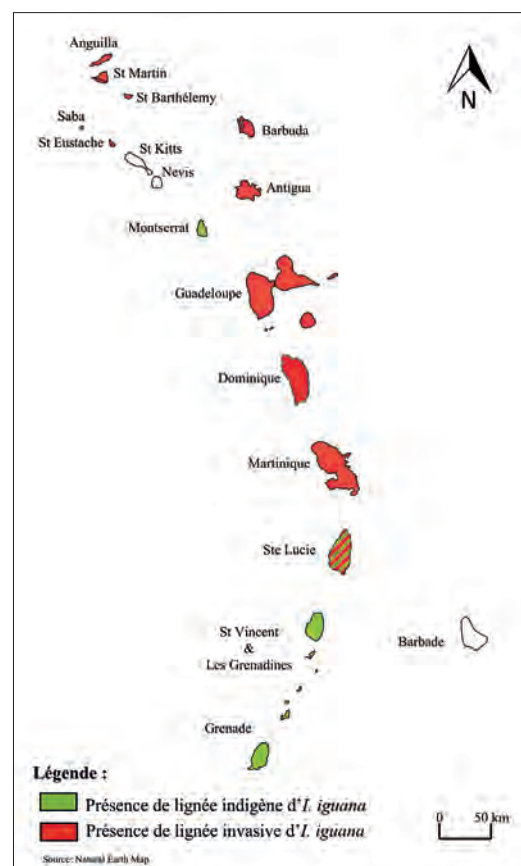 Anguilla
St Martin
St Barthélemy
Saba
St Eustache
St Kitts
Nevis
Barbuda
N
Antigua
Montserrat
Guadeloupe
Dominique
Martinique
Ste Lucie
St Vincent
&
Les Grenadines
Barbade
Grenade
Légende :
Présence de lignée indigène d'I. iguana
Présence de lignée invasive d'I. iguana
0 50 km
Source: Natural Earth Map